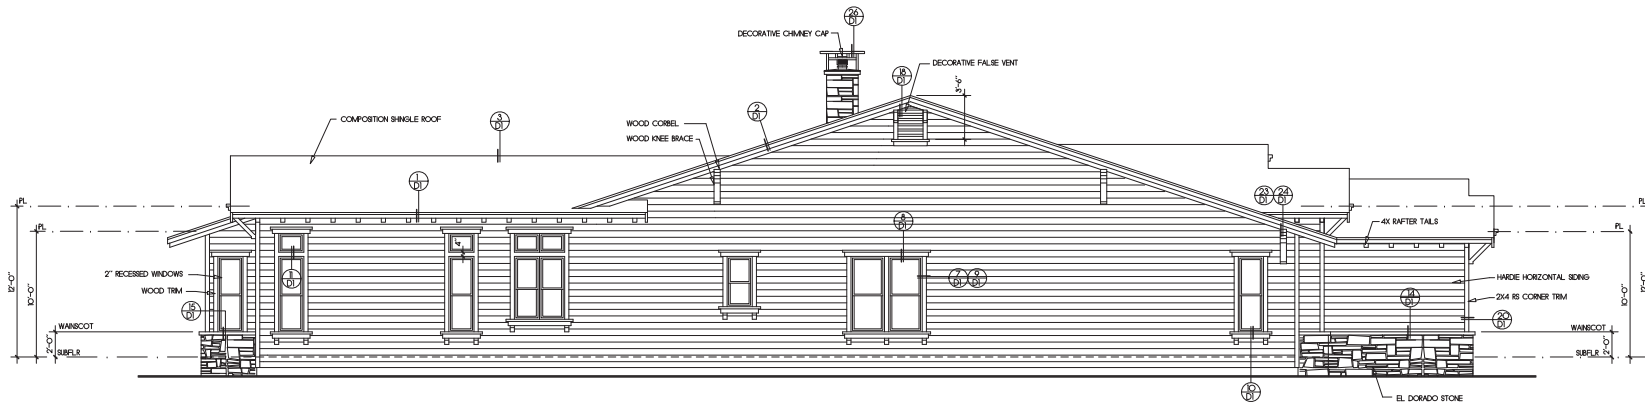 26
D1
DECORATIVE CHIMNEY CAP
18
D1
DECORATIVE FALSE VENT
3'-6"
2
D1
3
D1
COMPOSITION SHINGLE ROOF
WOOD CORBEL
WOOD KNEE BRACE
1
D1
23
D1
24
D1
PL
PL
PL
PL
8
D1
4X RAFTER TAILS
4"
2" RECESSED WINDOWS
WOOD TRIM
11
D1
7
D1
9
D1
HARDIE HORIZONTAL SIDING
2X4 RS CORNER TRIM
12'-0"
10'-0"
10'-0"
12'-0"
15
D1
14
D1
20
D1
WAINSCOT
WAINSCOT
2'-0"
2'-0"
SUBFLR
SUBFLR
10
D1
EL DORADO STONE